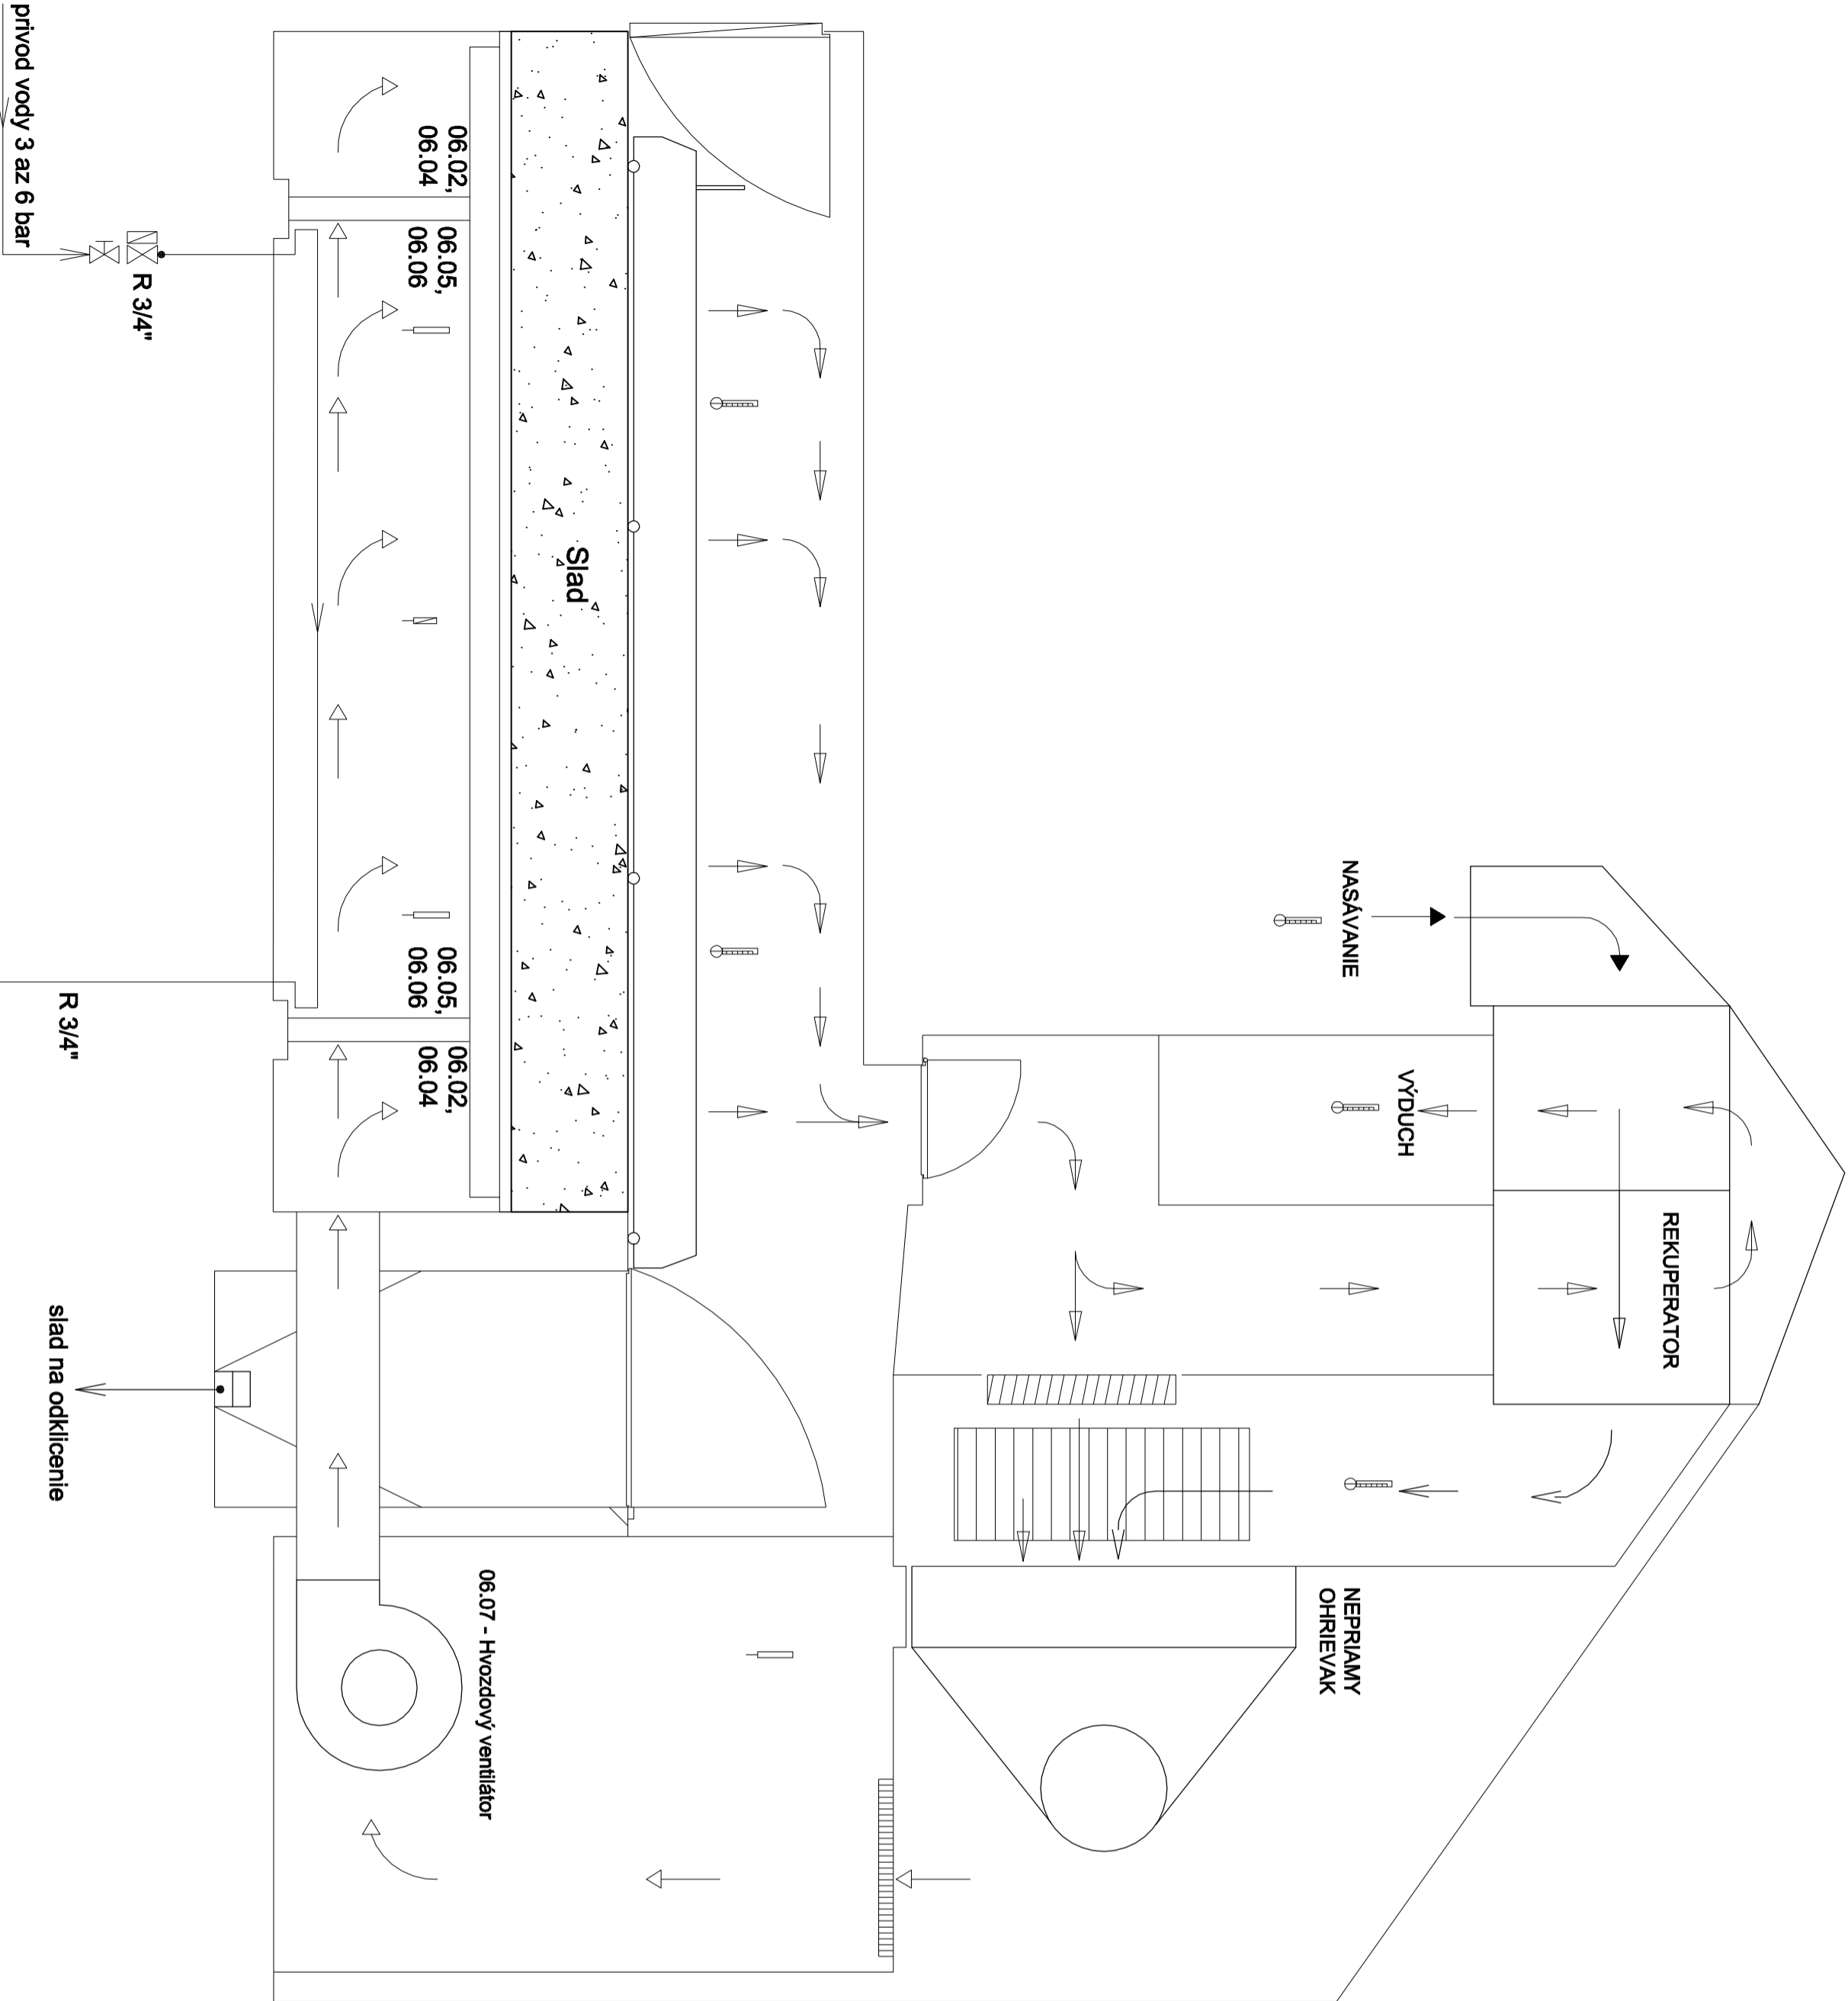 REKUPERATOR
VÝDUCH
NASÁVANIE
NEPRIAMY
OHRIEVAK
Slad
06.07 - Hvozdový ventilátor
06.02,
06.04
06.05,
06.06
06.05,
06.06
06.02,
06.04
R 3/4"
R 3/4"
slad na odklicenie
privod vody 3 az 6 bar